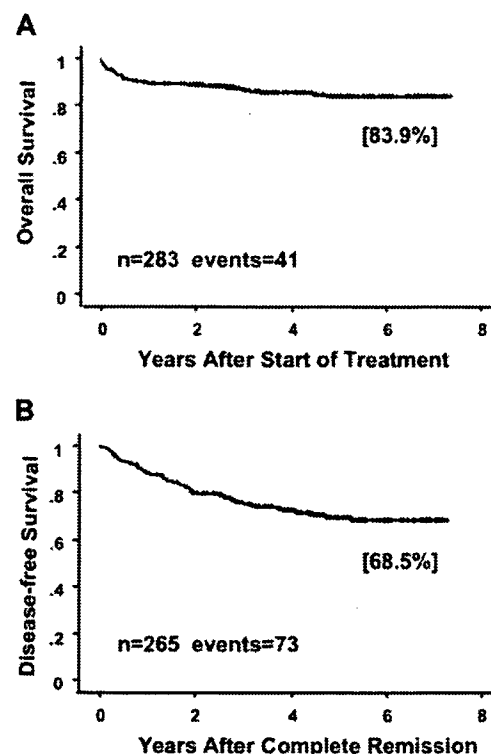 A
Overall Survival
1
.8
.6
.4
.2
0
[83.9%]
n=283 events=41
0 2 4 6 8
Years After Start of Treatment
B
Disease-free Survival
1
.8
.6
.4
.2
0
[68.5%]
n=265 events=73
0 2 4 6 8
Years After Complete Remission